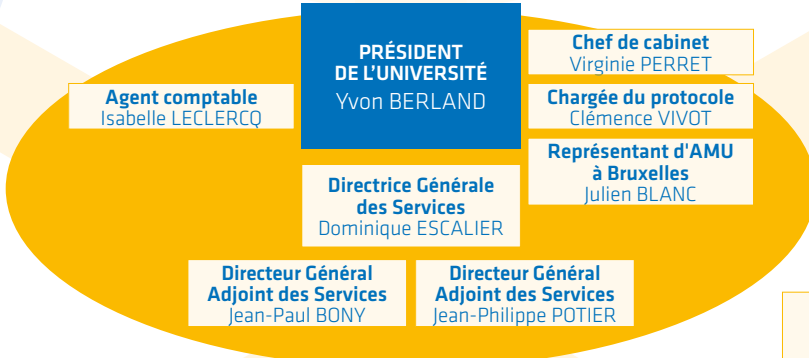 PRÉSIDENT
DE L'UNIVERSITÉ
Yvon BERLAND
Chef de cabinet
Virginie PERRET
Agent comptable
Isabelle LECLERCQ
Chargée du protocole
Clémence VIVOT
Représentant d'AMU
à Bruxelles
Julien BLANC
Directrice Générale
des Services
Dominique ESCALIER
Directeur Général
Adjoint des Services
Jean-Paul BONY
Directeur Général
Adjoint des Services
Jean-Philippe POTIER